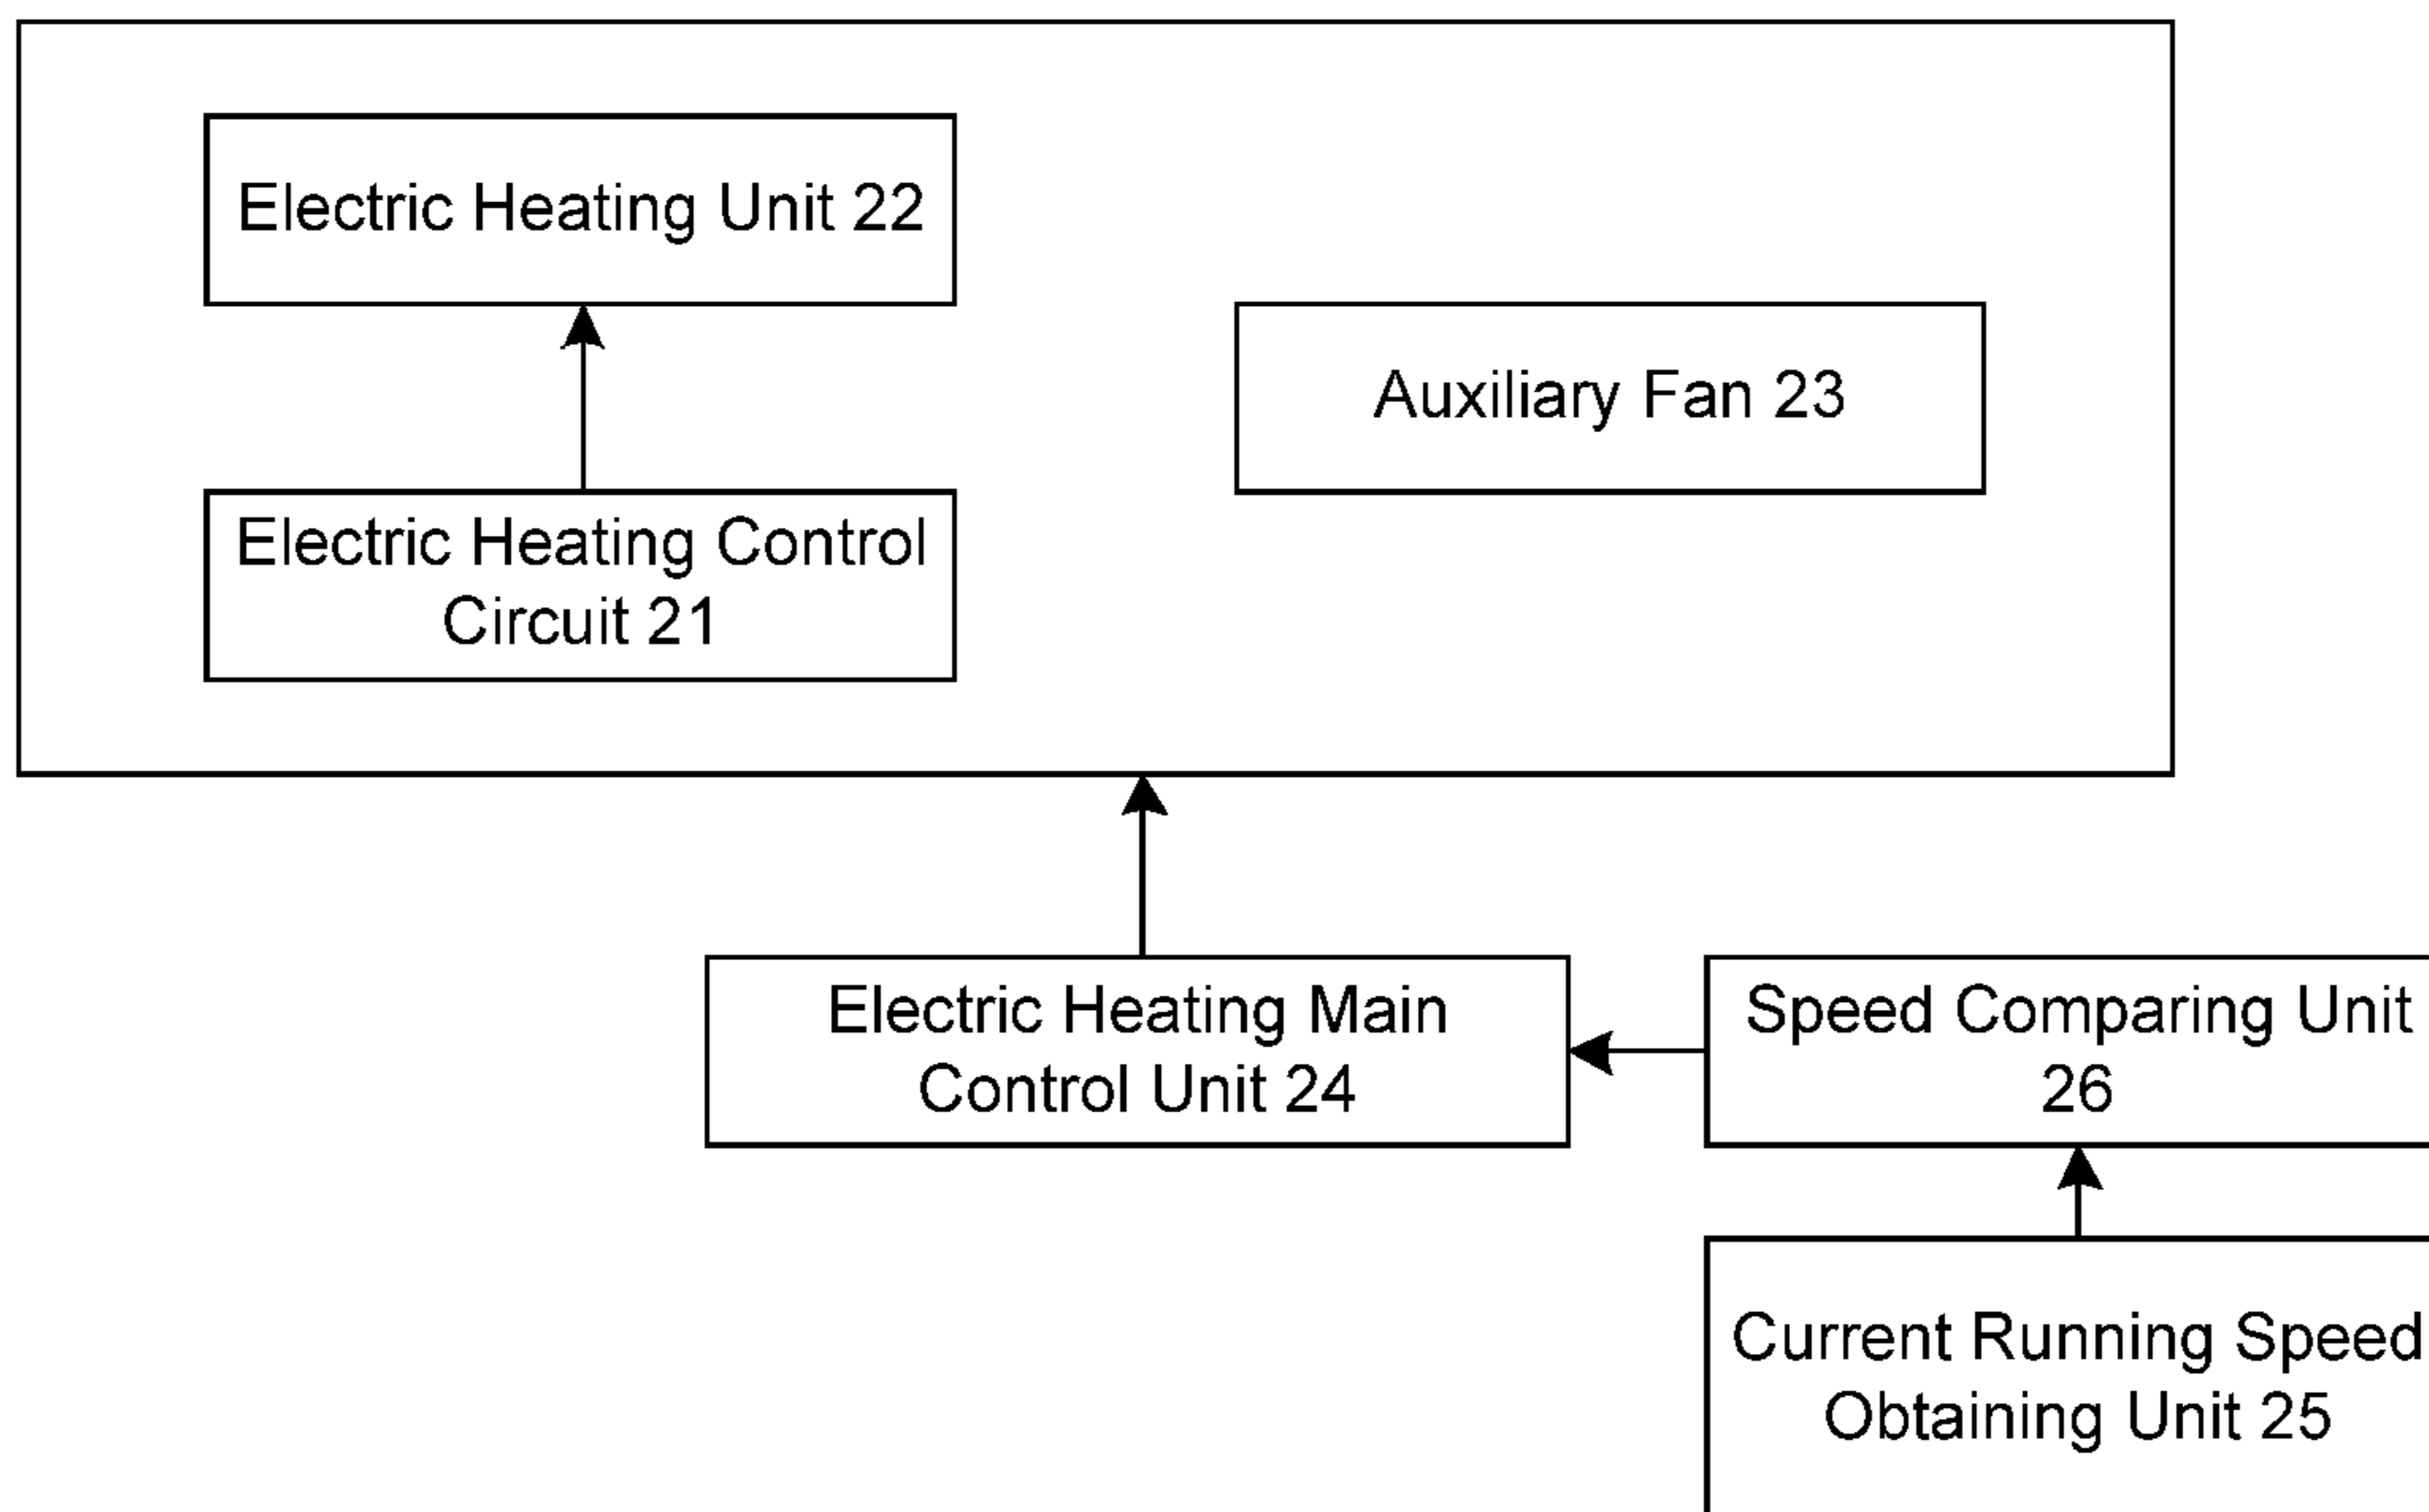 Electric Heating Unit 22
Auxiliary Fan 23
Electric Heating Control
Circuit 21
Electric Heating Main
Control Unit 24
Speed Comparing Unit
26
Current Running Speed
Obtaining Unit 25